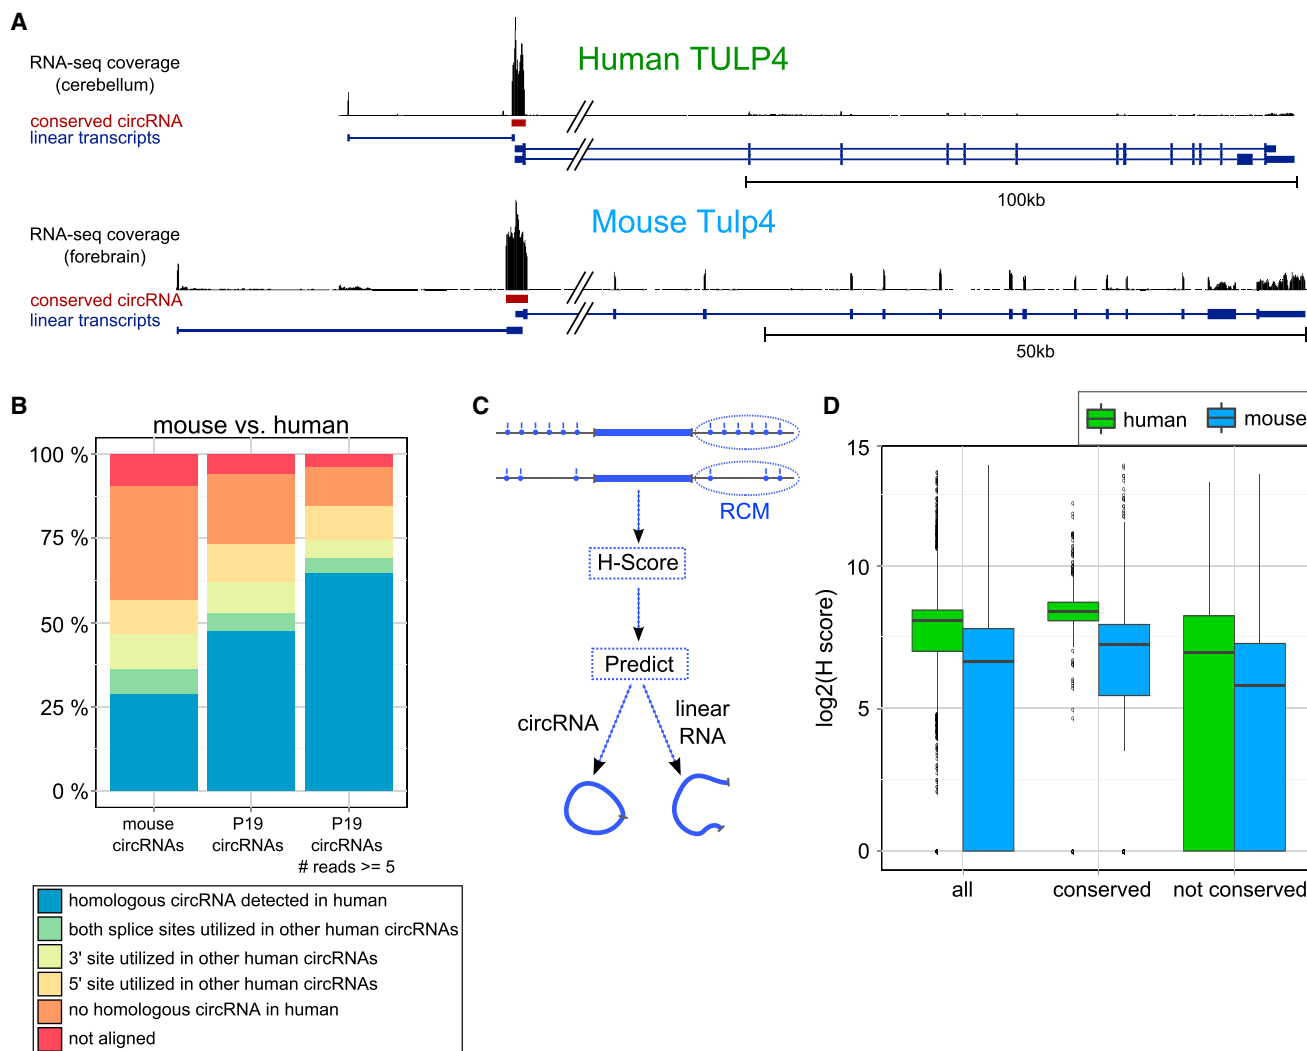 A
Human TULP4
RNA-seq coverage
(cerebellum)
conserved circRNA
linear transcripts
100kb
Mouse Tulp4
RNA-seq coverage
(forebrain)
conserved circRNA
linear transcripts
50kb
B
mouse vs. human
100 %
75 %
50 %
25 %
0 %
mouse
circRNAs
P19
circRNAs
P19
circRNAs
# reads >= 5
homologous circRNA detected in human
both splice sites utilized in other human circRNAs
3' site utilized in other human circRNAs
5' site utilized in other human circRNAs
no homologous circRNA in human
not aligned
C
RCM
H-Score
Predict
circRNA
linear
RNA
D
human
mouse
log2(H score)
15
10
5
0
all
conserved
not conserved